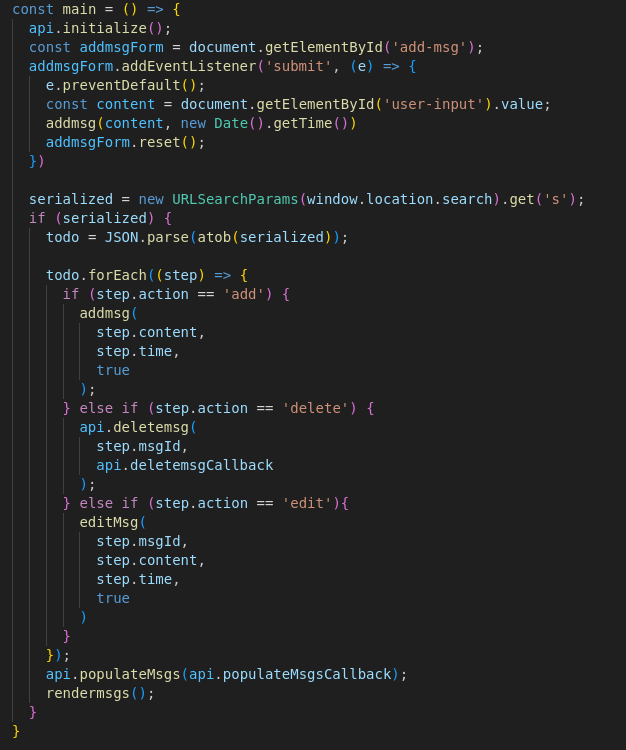 const main = () => {
  api.initialize();
  const addmsgForm = document.getElementById('add-msg');
  addmsgForm.addEventListener('submit', (e) => {
    e.preventDefault();
    const content = document.getElementById('user-input').value;
    addmsg(content, new Date().getTime())
    addmsgForm.reset();
  })

  serialized = new URLSearchParams(window.location.search).get('s');
  if (serialized) {
    todo = JSON.parse(atob(serialized));

    todo.forEach((step) => {
      if (step.action == 'add') {
        addmsg(
          step.content,
          step.time,
          true
        );
      } else if (step.action == 'delete') {
        api.deletemsg(
          step.msgId,
          api.deletemsgCallback
        );
      } else if (step.action == 'edit'){
        editMsg(
          step.msgId,
          step.content,
          step.time,
          true
        )
      }
    });
    api.populateMsgs(api.populateMsgsCallback);
    rendermsgs();
  }
}